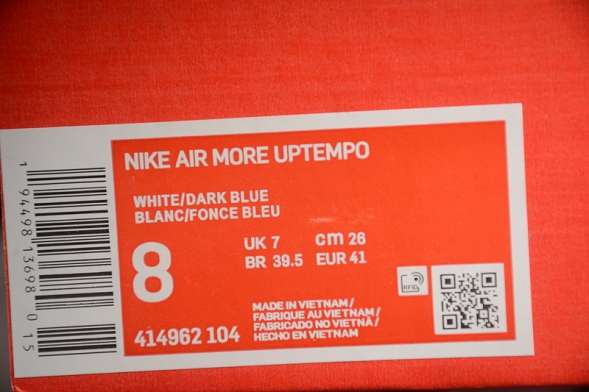 NIKE AIR MORE UPTEMPO
WHITE/DARK BLUE
BLANC/FONCE BLEU
8
UK 7 cm 26
BR 39.5 EUR 41
414962 104
MADE IN VIETNAM/
FABRIQUE AU VIETNAM/
FABRICADO NO VIETNÃ/
HECHO EN VIETNAM
RFID
1 94498 13698 0 15